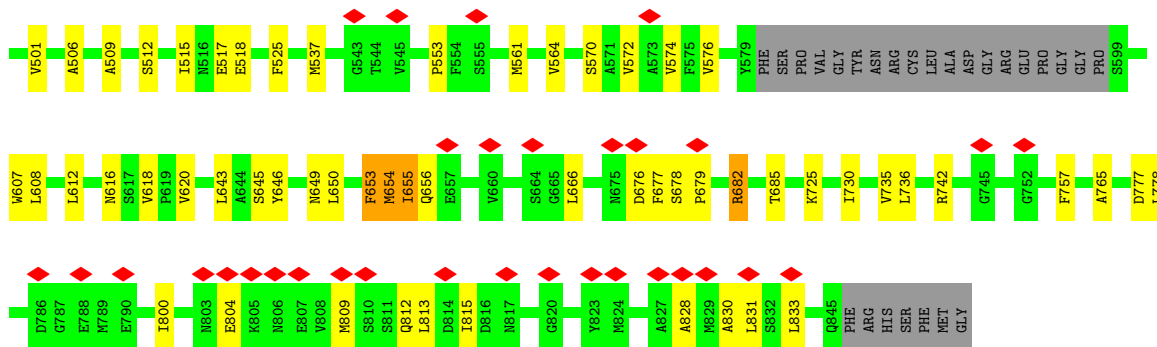 V501 A506 A509 S512 I515 N516 E517 E518 F525 M537 G543 T544 V545 P553 F554 S555 M561 V564 S570 A571 V572 A573 V574 F575 V576 Y579 PHE SER PRO VAL GLY TYR ASN ARG CYS LEU ALA ASP GLY ARG GLU PRO GLY GLY PRO S599
W607 L608 L612 N616 S617 V618 P619 V620 L643 A644 S645 Y646 N649 L650 F653 M654 I655 Q656 E657 V660 S664 G665 L666 N675 D676 F677 S678 P679 R682 T685 K725 I730 V735 L736 R742 G745 G752 F757 A765 D777 L778
D786 G787 E788 M789 E790 I800 N803 E804 K805 N806 E807 V808 M809 S810 S811 Q812 L813 D814 I815 D816 N817 G820 Y823 M824 A827 A828 M829 A830 L831 S832 L833 Q845 PHE ARG HIS SER PHE MET GLY